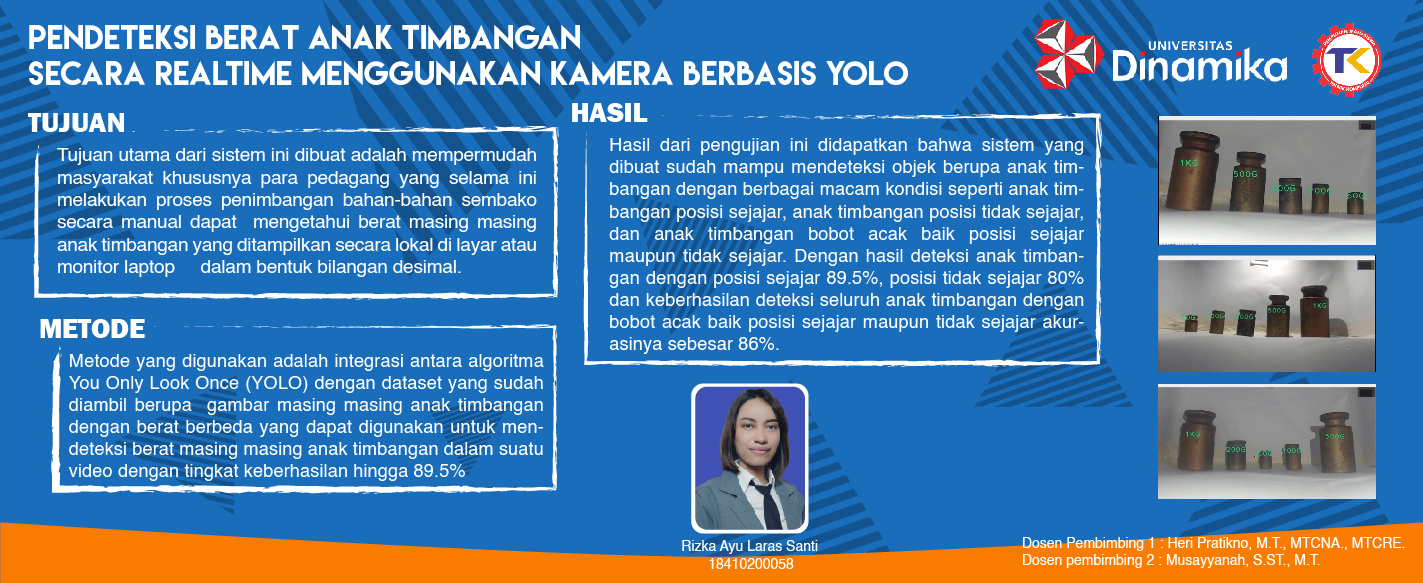 PENDETEKSI BERAT ANAK TIMBANGAN
SECARA REALTIME MENGGUNAKAN KAMERA BERBASIS YOLO
UNIVERSITAS
Dinamika
TK
TUJUAN
Tujuan utama dari sistem ini dibuat adalah mempermudah
masyarakat khususnya para pedagang yang selama ini
melakukan proses penimbangan bahan-bahan sembako
secara manual dapat mengetahui berat masing masing
anak timbangan yang ditampilkan secara lokal di layar atau
monitor laptop dalam bentuk bilangan desimal.
METODE
Metode yang digunakan adalah integrasi antara algoritma
You Only Look Once (YOLO) dengan dataset yang sudah
diambil berupa gambar masing masing anak timbangan
dengan berat berbeda yang dapat digunakan untuk men-
deteksi berat masing masing anak timbangan dalam suatu
video dengan tingkat keberhasilan hingga 89.5%
HASIL
Hasil dari pengujian ini didapatkan bahwa sistem yang
dibuat sudah mampu mendeteksi objek berupa anak tim-
bangan dengan berbagai macam kondisi seperti anak tim-
bangan posisi sejajar, anak timbangan posisi tidak sejajar,
dan anak timbangan bobot acak baik posisi sejajar
maupun tidak sejajar. Dengan hasil deteksi anak timban-
gan dengan posisi sejajar 89.5%, posisi tidak sejajar 80%
dan keberhasilan deteksi seluruh anak timbangan dengan
bobot acak baik posisi sejajar maupun tidak sejajar akur-
asinya sebesar 86%.
1KG
500G
500G
1KG
1KG
200G
100G
500G
Rizka Ayu Laras Santi
18410200058
Dosen Pembimbing 1 : Heri Pratikno, M.T., MTCNA., MTCRE.
Dosen pembimbing 2 : Musayyanah, S.ST., M.T.